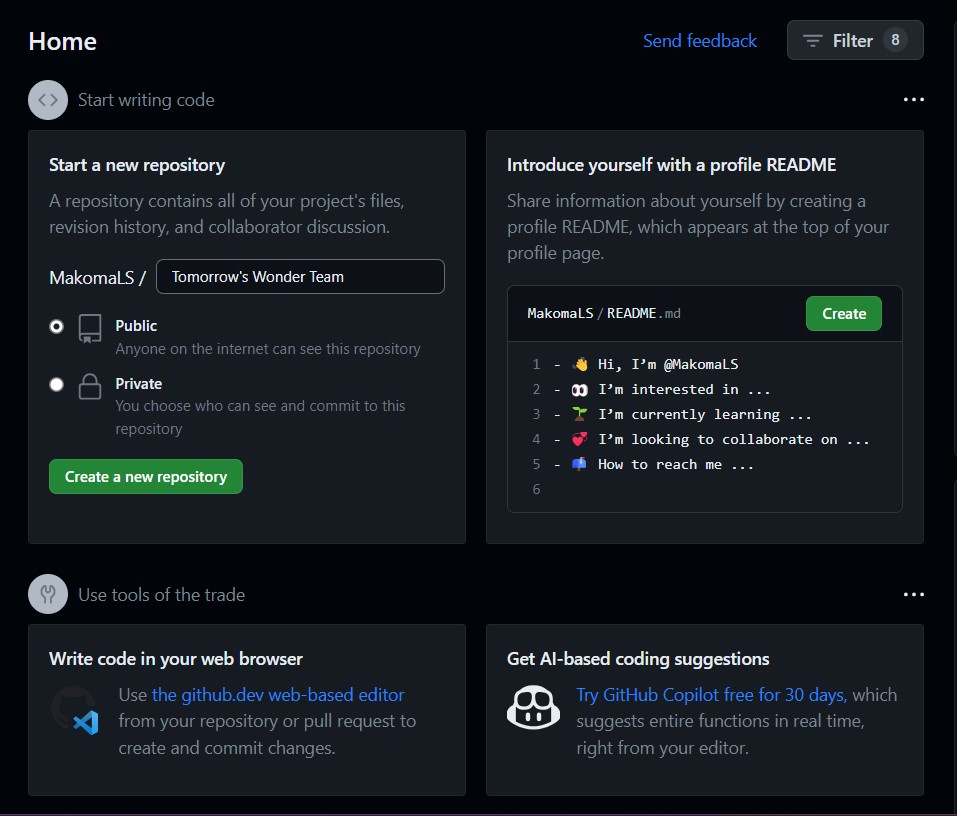 Home
Send feedback
Filter 8
Start writing code
Start a new repository
A repository contains all of your project's files,
revision history, and collaborator discussion.
MakomaLS / Tomorrow's Wonder Team
Public
Anyone on the internet can see this repository
Private
You choose who can see and commit to this
repository
Create a new repository
Introduce yourself with a profile README
Share information about yourself by creating a
profile README, which appears at the top of your
profile page.
MakomaLS / README.md
Create
1 - 👋 Hi, I’m @MakomaLS
2 - 👀 I’m interested in ...
3 - 🌱 I’m currently learning ...
4 - 💞️ I’m looking to collaborate on ...
5 - 📫 How to reach me ...
6
Use tools of the trade
Write code in your web browser
Use the github.dev web-based editor
from your repository or pull request to
create and commit changes.
Get AI-based coding suggestions
Try GitHub Copilot free for 30 days, which
suggests entire functions in real time,
right from your editor.